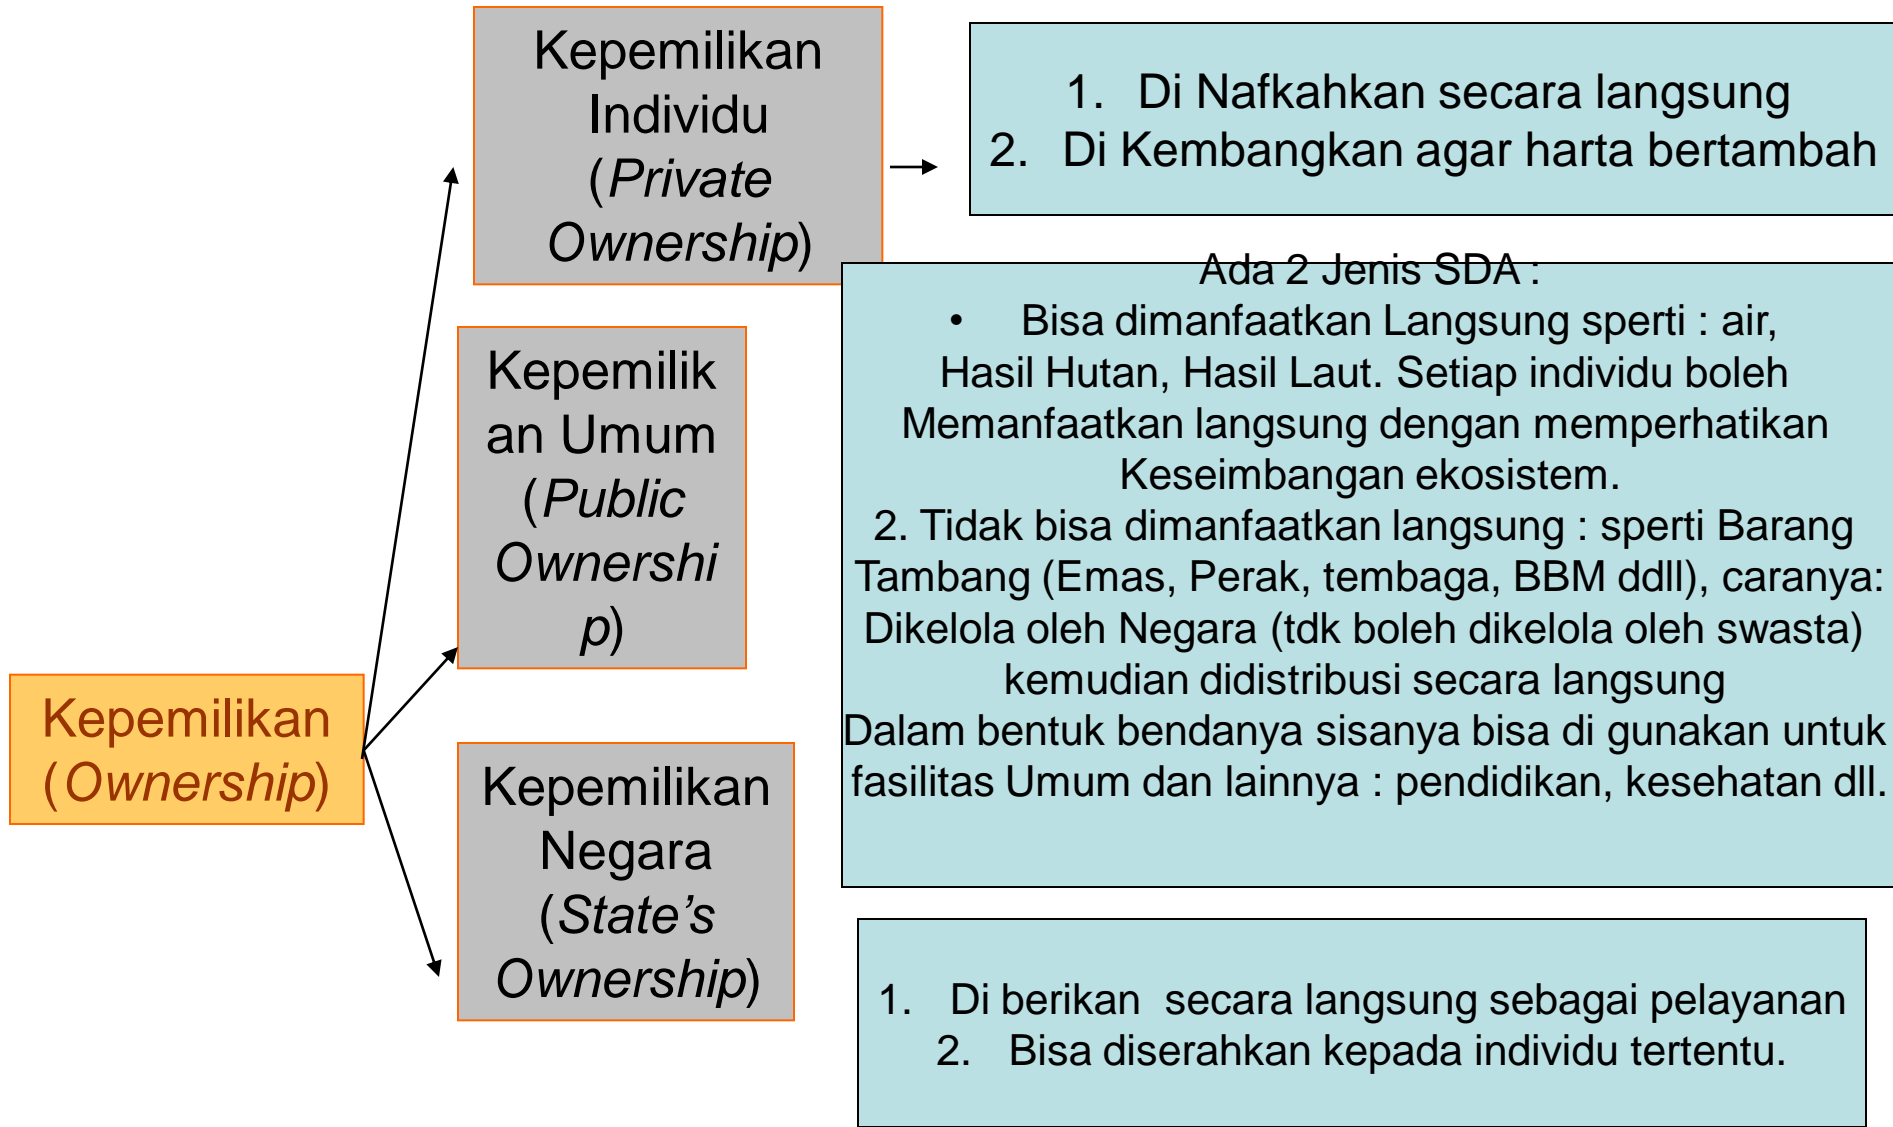 Kepemilikan
Individu
(Private
Ownership)
1. Di Nafkahkan secara langsung
2. Di Kembangkan agar harta bertambah
Kepemilik
an Umum
(Public
Ownershi
p)
Ada 2 Jenis SDA :
• Bisa dimanfaatkan Langsung sperti : air,
Hasil Hutan, Hasil Laut. Setiap individu boleh
Memanfaatkan langsung dengan memperhatikan
Keseimbangan ekosistem.
2. Tidak bisa dimanfaatkan langsung : sperti Barang
Tambang (Emas, Perak, tembaga, BBM ddll), caranya:
Dikelola oleh Negara (tdk boleh dikelola oleh swasta)
kemudian didistribusi secara langsung
Dalam bentuk bendanya sisanya bisa di gunakan untuk
fasilitas Umum dan lainnya : pendidikan, kesehatan dll.
Kepemilikan
(Ownership)
Kepemilikan
Negara
(State’s
Ownership)
1. Di berikan secara langsung sebagai pelayanan
2. Bisa diserahkan kepada individu tertentu.